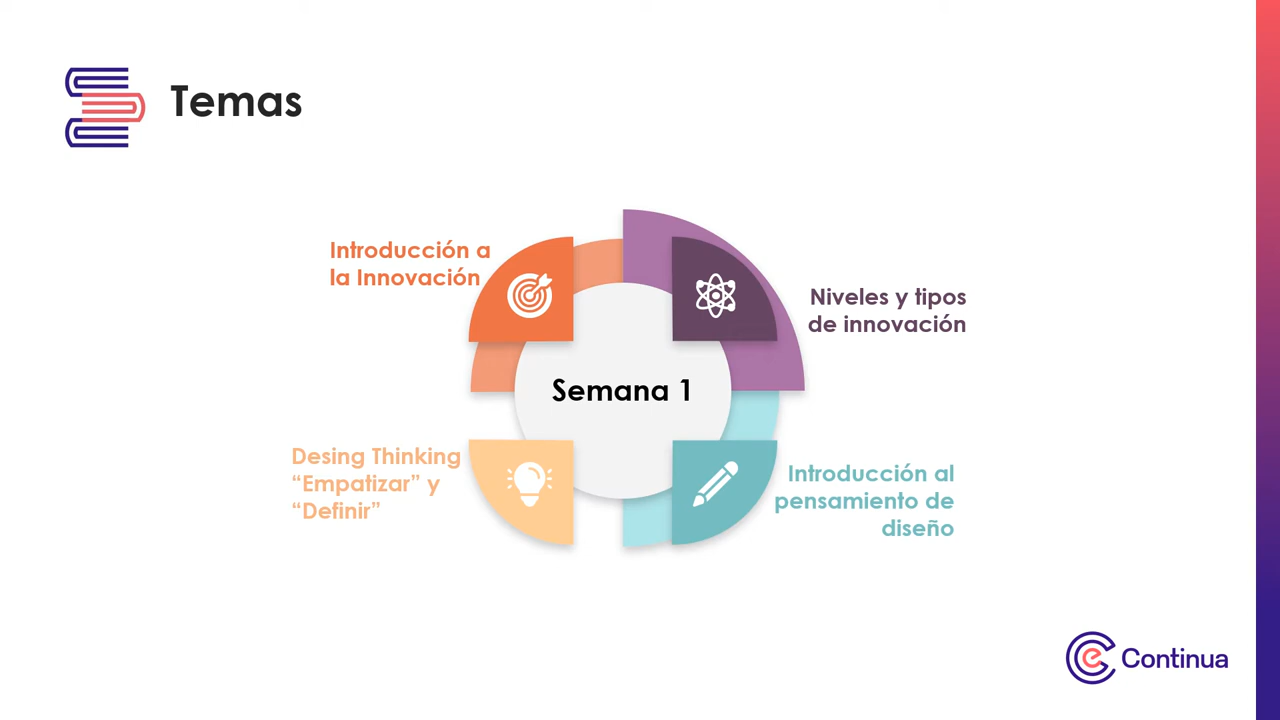 Temas
Introducción a
la Innovación
Niveles y tipos
de innovación
Semana 1
Desing Thinking
“Empatizar” y
“Definir”
Introducción al
pensamiento de
diseño
Continua